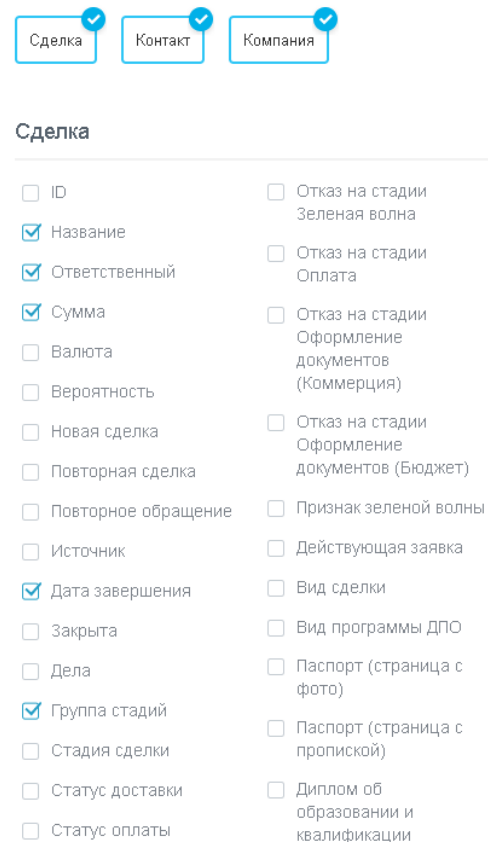 Сделка
Контакт
Компания
Сделка
ID
Название
Ответственный
Сумма
Валюта
Вероятность
Новая сделка
Повторная сделка
Повторное обращение
Источник
Дата завершения
Закрыта
Дела
Группа стадий
Стадия сделки
Статус доставки
Статус оплаты
Отказ на стадии
Зеленая волна
Отказ на стадии
Оплата
Отказ на стадии
Оформление
документов
(Коммерция)
Отказ на стадии
Оформление
документов (Бюджет)
Признак зеленой волны
Действующая заявка
Вид сделки
Вид программы ДПО
Паспорт (страница с
фото)
Паспорт (страница с
пропиской)
Диплом об
образовании и
квалификации